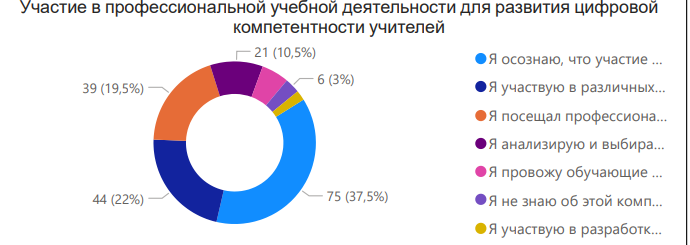 Участие в профессиональной учебной деятельности для развития цифровой
компетентности учителей
21 (10,5%)
6 (3%)
39 (19,5%)
44 (22%)
75 (37,5%)
Я осознаю, что участие ...
Я участвую в различных...
Я посещал профессиона...
Я анализирую и выбира...
Я провожу обучающие ...
Я не знаю об этой комп...
Я участвую в разработк...